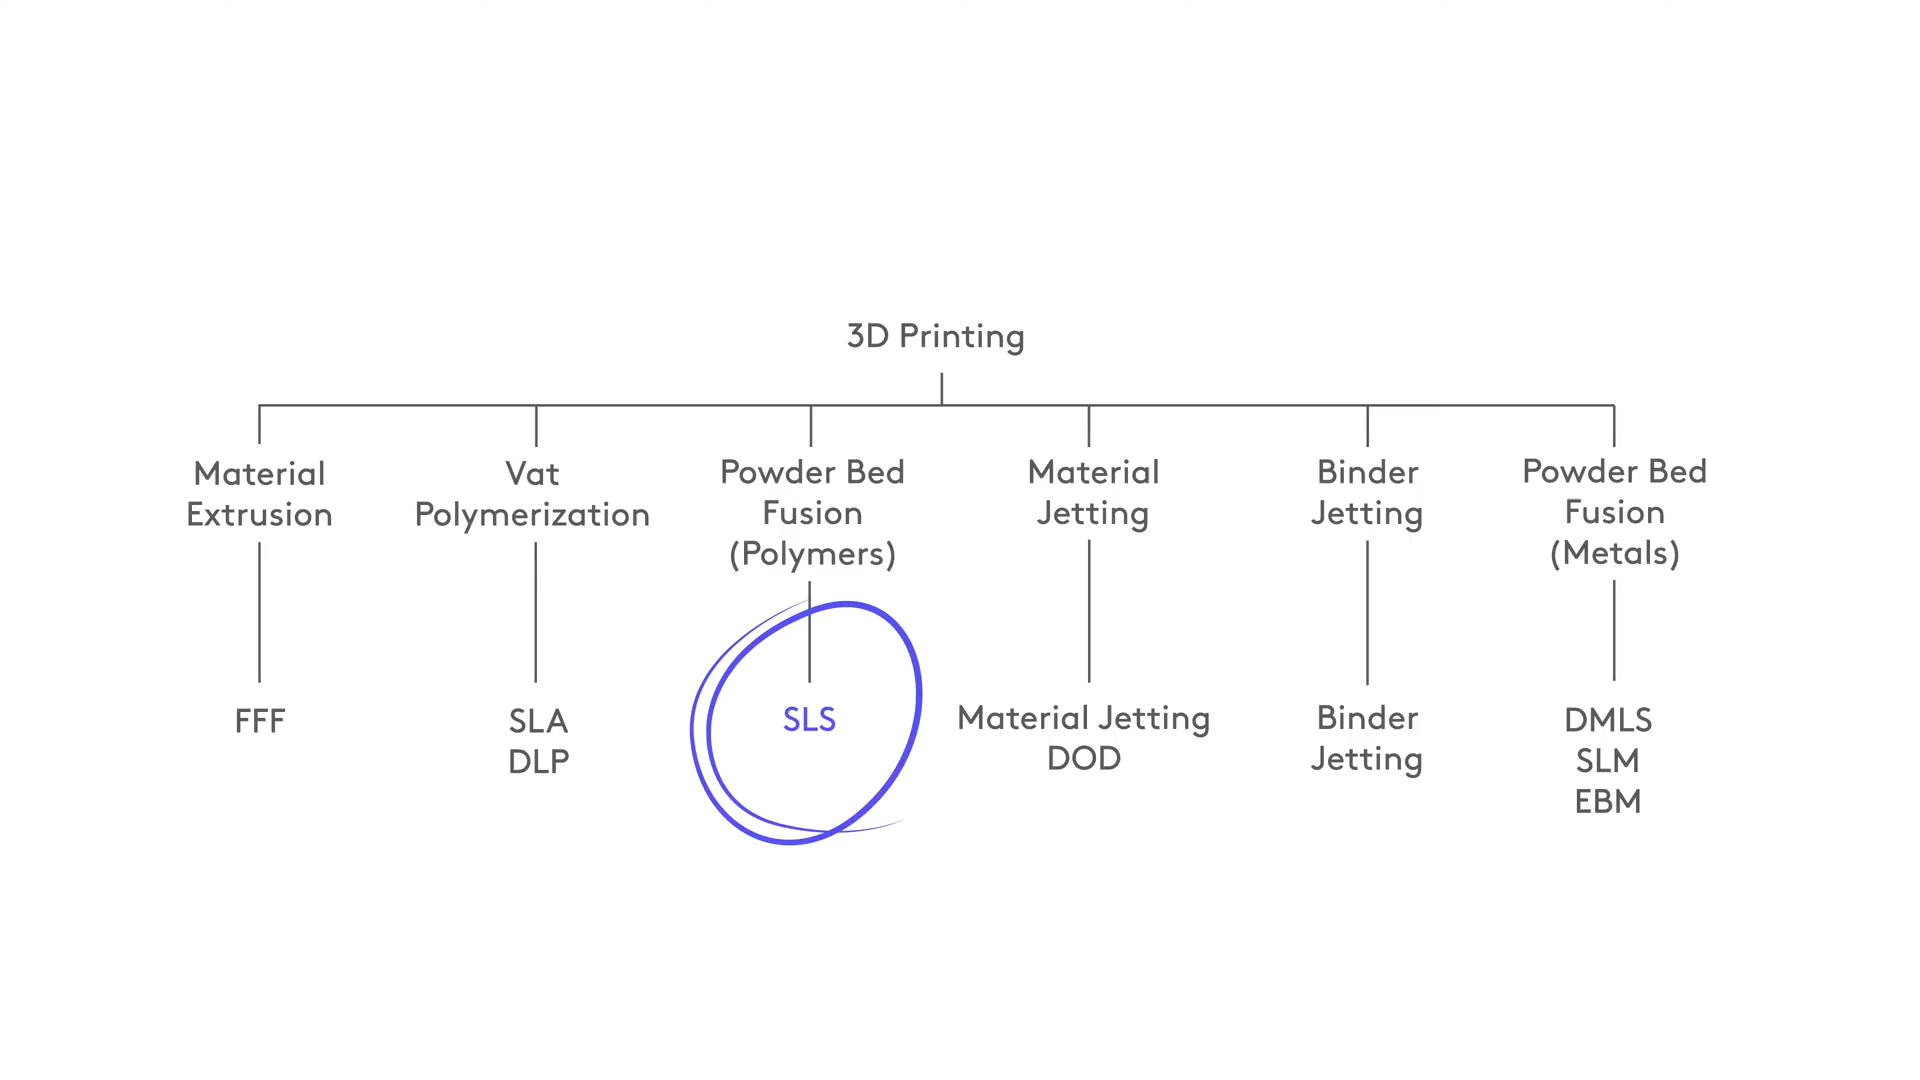 3D Printing
Material
Extrusion
Vat
Polymerization
Powder Bed
Fusion
(Polymers)
Material
Jetting
Binder
Jetting
Powder Bed
Fusion
(Metals)
FFF
SLA
DLP
SLS
Material Jetting
DOD
Binder
Jetting
DMLS
SLM
EBM